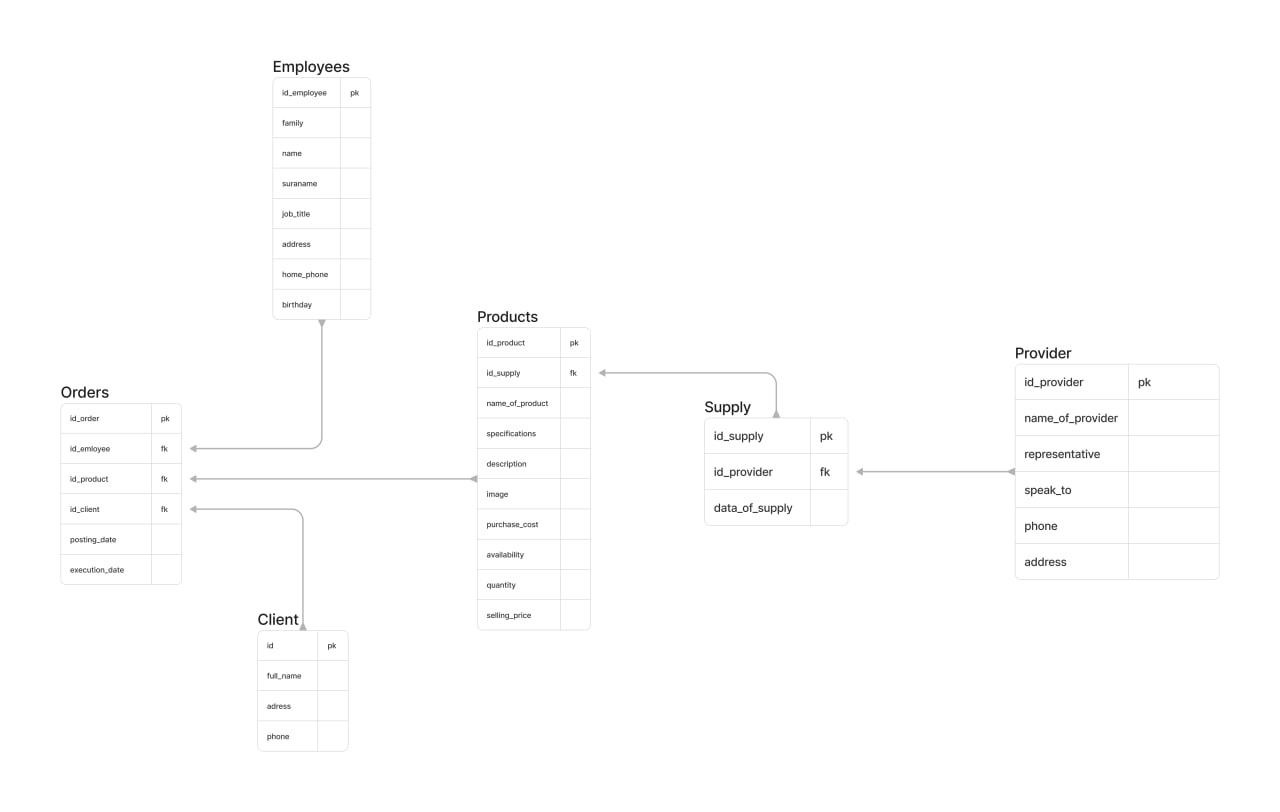 Employees
id_employee pk
family
name
suraname
job_title
address
home_phone
birthday
Orders
id_order pk
id_emloyee fk
id_product fk
id_client fk
posting_date
execution_date
Client
id pk
full_name
adress
phone
Products
id_product pk
id_supply fk
name_of_product
specifications
description
image
purchase_cost
availability
quantity
selling_price
Supply
id_supply pk
id_provider fk
data_of_supply
Provider
id_provider pk
name_of_provider
representative
speak_to
phone
address